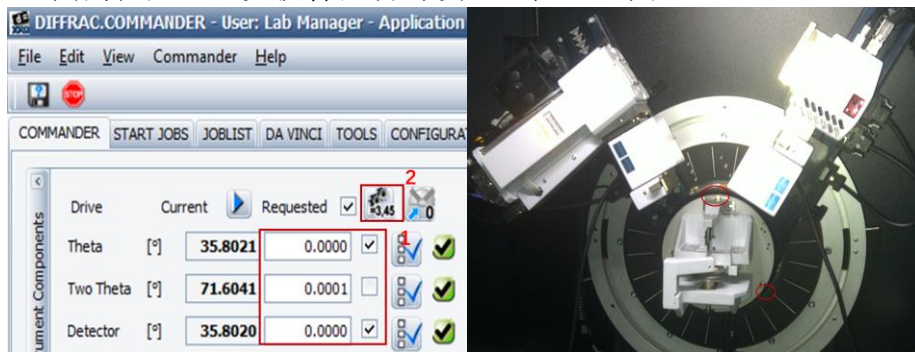 DIFFRAC.COMMANDER - User: Lab Manager - Application
File Edit View Commander Help
STOP
COMMANDER START JOBS JOBLIST DA VINCI TOOLS CONFIGURA
2
Drive Current Requested =3,45 0
1
Theta [°] 35.8021 0.0000
Two Theta [°] 71.6041 0.0001
Detector [°] 35.8020 0.0000
ument Components